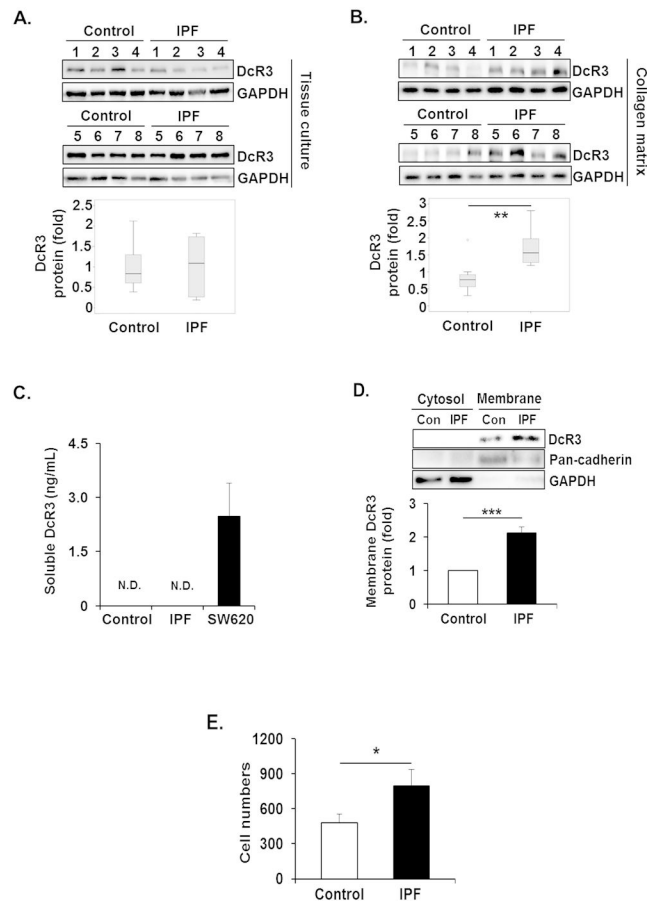 A.
Control IPF
1 2 3 4 1 2 3 4
DcR3
GAPDH
Control IPF
5 6 7 8 5 6 7 8
DcR3
GAPDH
Tissue culture
DcR3
protein (fold)
2.5
2
1.5
1
0.5
0
Control IPF
B.
Control IPF
1 2 3 4 1 2 3 4
DcR3
GAPDH
Control IPF
5 6 7 8 5 6 7 8
DcR3
GAPDH
Collagen matrix
DcR3
protein (fold)
3
2.5
2
1.5
1
0.5
0
**
Control IPF
C.
Soluble DcR3 (ng/mL)
4.5
3.0
1.5
0
N.D. N.D.
Control IPF SW620
D.
Cytosol Membrane
Con IPF Con IPF
DcR3
Pan-cadherin
GAPDH
Membrane DcR3
protein (fold)
3
2
1
0
***
Control IPF
E.
Cell numbers
1200
900
600
300
0
*
Control IPF